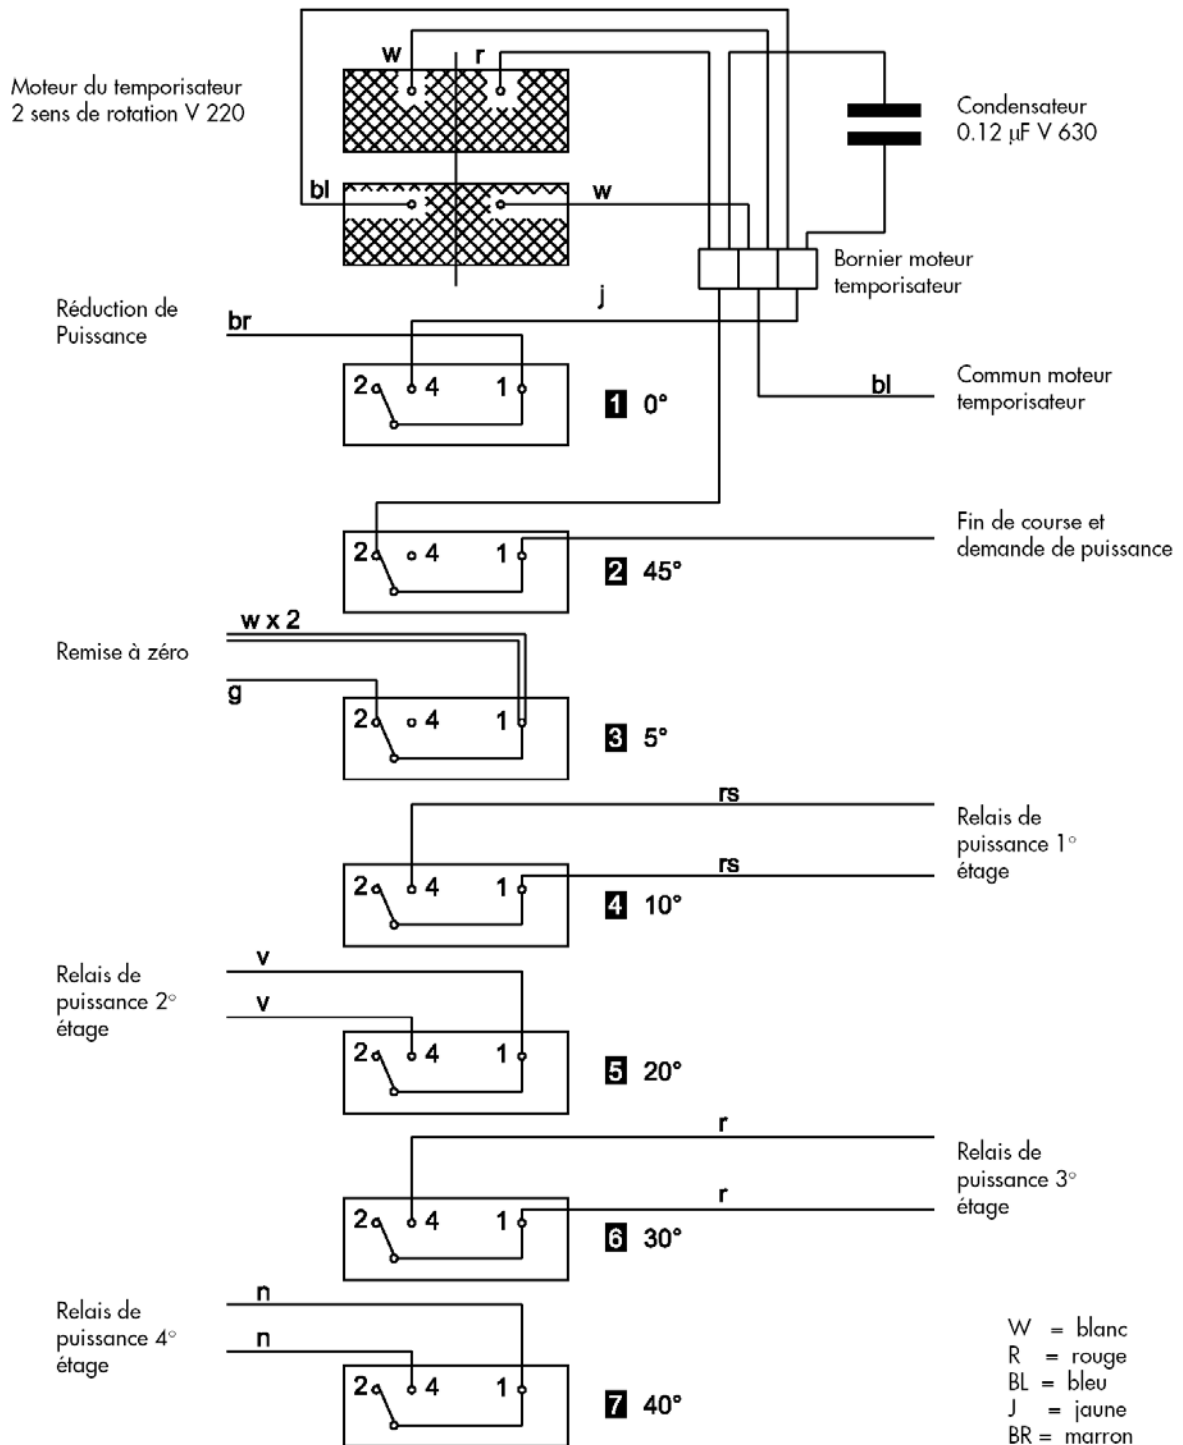 w
r
Moteur du temporisateur
2 sens de rotation V 220
Condensateur
0.12 µF V 630
bl
w
Bornier moteur
temporisateur
j
Réduction de
Puissance
br
2 4 1
1 0°
bl
Commun moteur
temporisateur
Fin de course et
demande de puissance
2 4 1
2 45°
w x 2
Remise à zéro
g
2 4 1
3 5°
rs
Relais de
puissance 1°
étage
rs
2 4 1
4 10°
v
Relais de
puissance 2°
étage
v
2 4 1
5 20°
r
Relais de
puissance 3°
étage
r
2 4 1
6 30°
n
Relais de
puissance 4°
étage
n
2 4 1
7 40°
W = blanc
R = rouge
BL = bleu
J = jaune
BR = marron